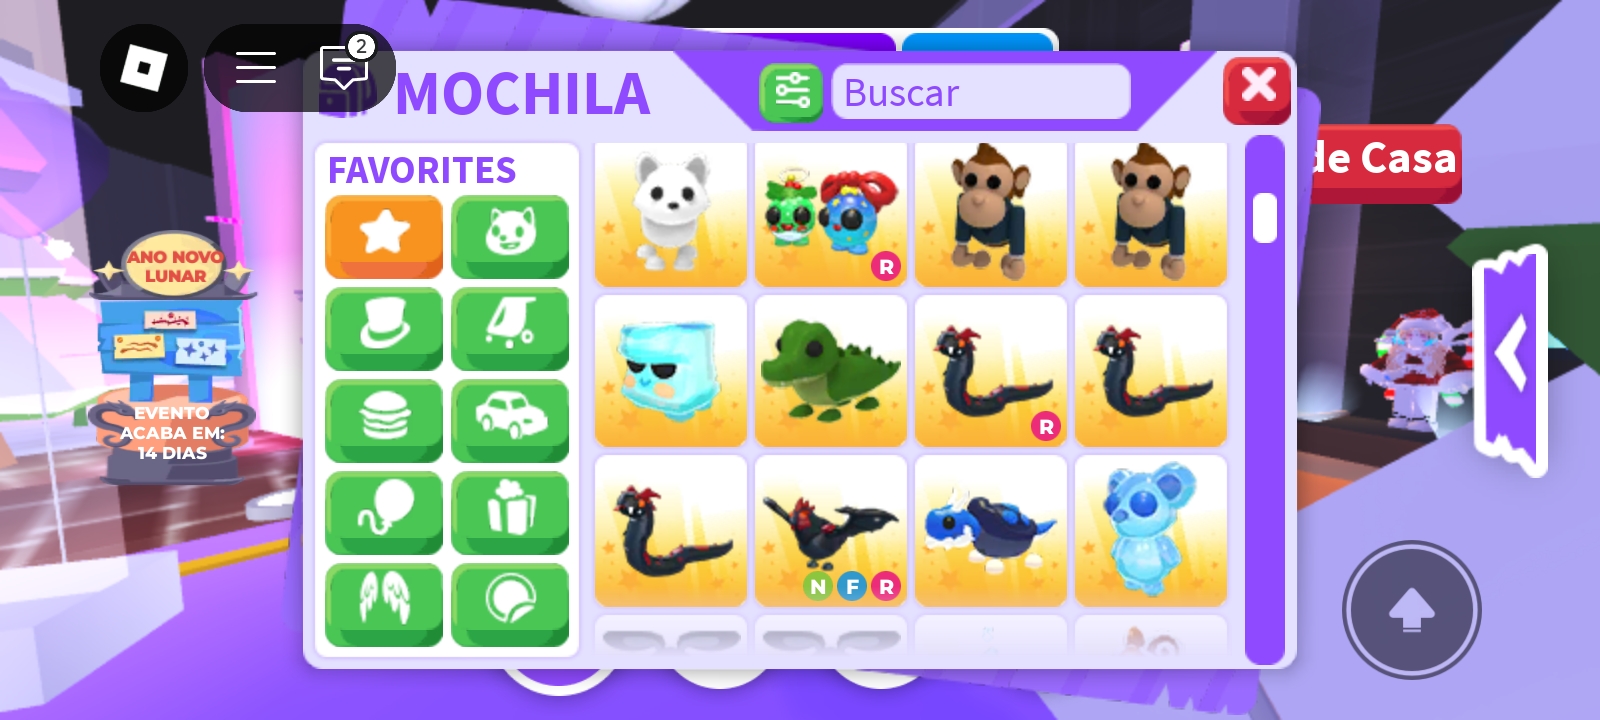 2
MOCHILA
Buscar
de Casa
FAVORITES
R
ANO NOVO
LUNAR
R
EVENTO
ACABA EM:
14 DIAS
N F R